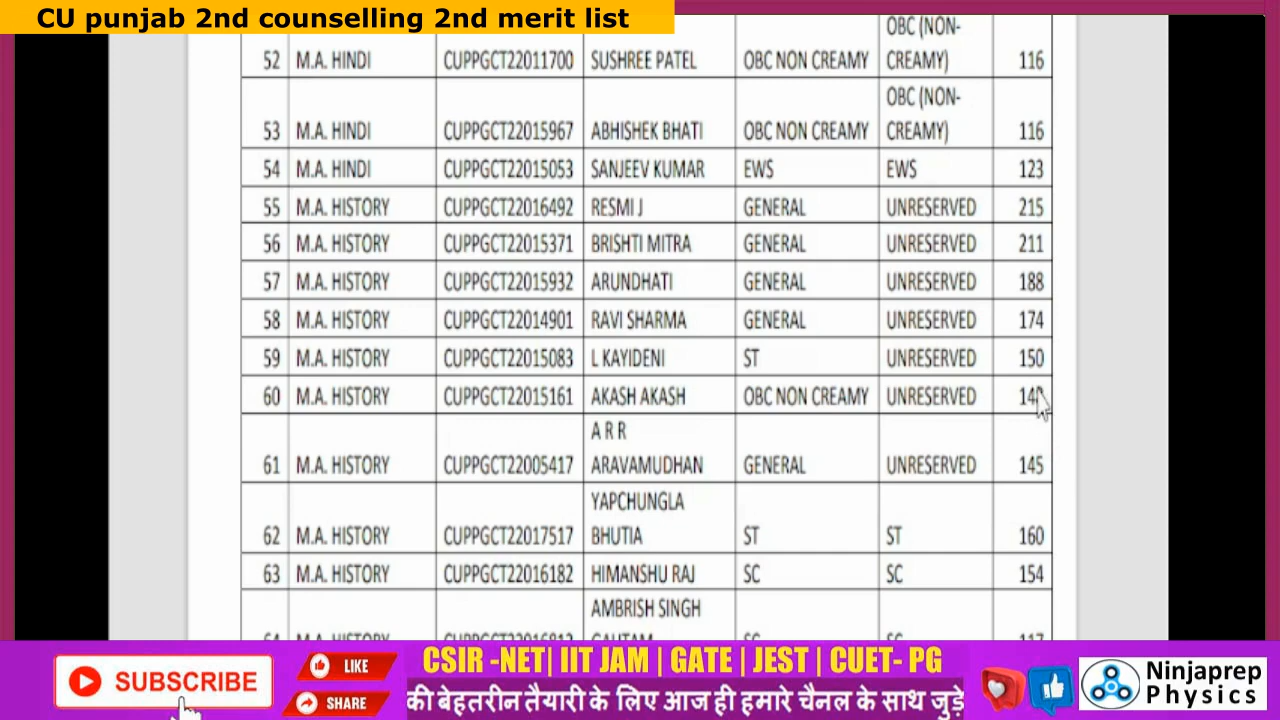 CU punjab 2nd counselling 2nd merit list
OBC (NON-
52 M.A. HINDI CUPPGCT22011700 SUSHREE PATEL OBC NON CREAMY CREAMY) 116
OBC (NON-
53 M.A. HINDI CUPPGCT22015967 ABHISHEK BHATI OBC NON CREAMY CREAMY) 116
54 M.A. HINDI CUPPGCT22015053 SANJEEV KUMAR EWS EWS 123
55 M.A. HISTORY CUPPGCT22016492 RESMI J GENERAL UNRESERVED 215
56 M.A. HISTORY CUPPGCT22015371 BRISHTI MITRA GENERAL UNRESERVED 211
57 M.A. HISTORY CUPPGCT22015932 ARUNDHATI GENERAL UNRESERVED 188
58 M.A. HISTORY CUPPGCT22014901 RAVI SHARMA GENERAL UNRESERVED 174
59 M.A. HISTORY CUPPGCT22015083 L KAYIDENI ST UNRESERVED 150
60 M.A. HISTORY CUPPGCT22015161 AKASH AKASH OBC NON CREAMY UNRESERVED
A R R
61 M.A. HISTORY CUPPGCT22005417 ARAVAMUDHAN GENERAL UNRESERVED 145
YAPCHUNGLA
62 M.A. HISTORY CUPPGCT22017517 BHUTIA ST ST 160
63 M.A. HISTORY CUPPGCT22016182 HIMANSHU RAJ SC SC 154
AMBRISH SINGH
M.A. HISTORY GAUTAM SC SC
SUBSCRIBE
LIKE
SHARE
CSIR -NET| IIT JAM | GATE | JEST | CUET- PG
की बेहतरीन तैयारी के लिए आज ही हमारे चैनल के साथ जुड़े
Ninjaprep
Physics